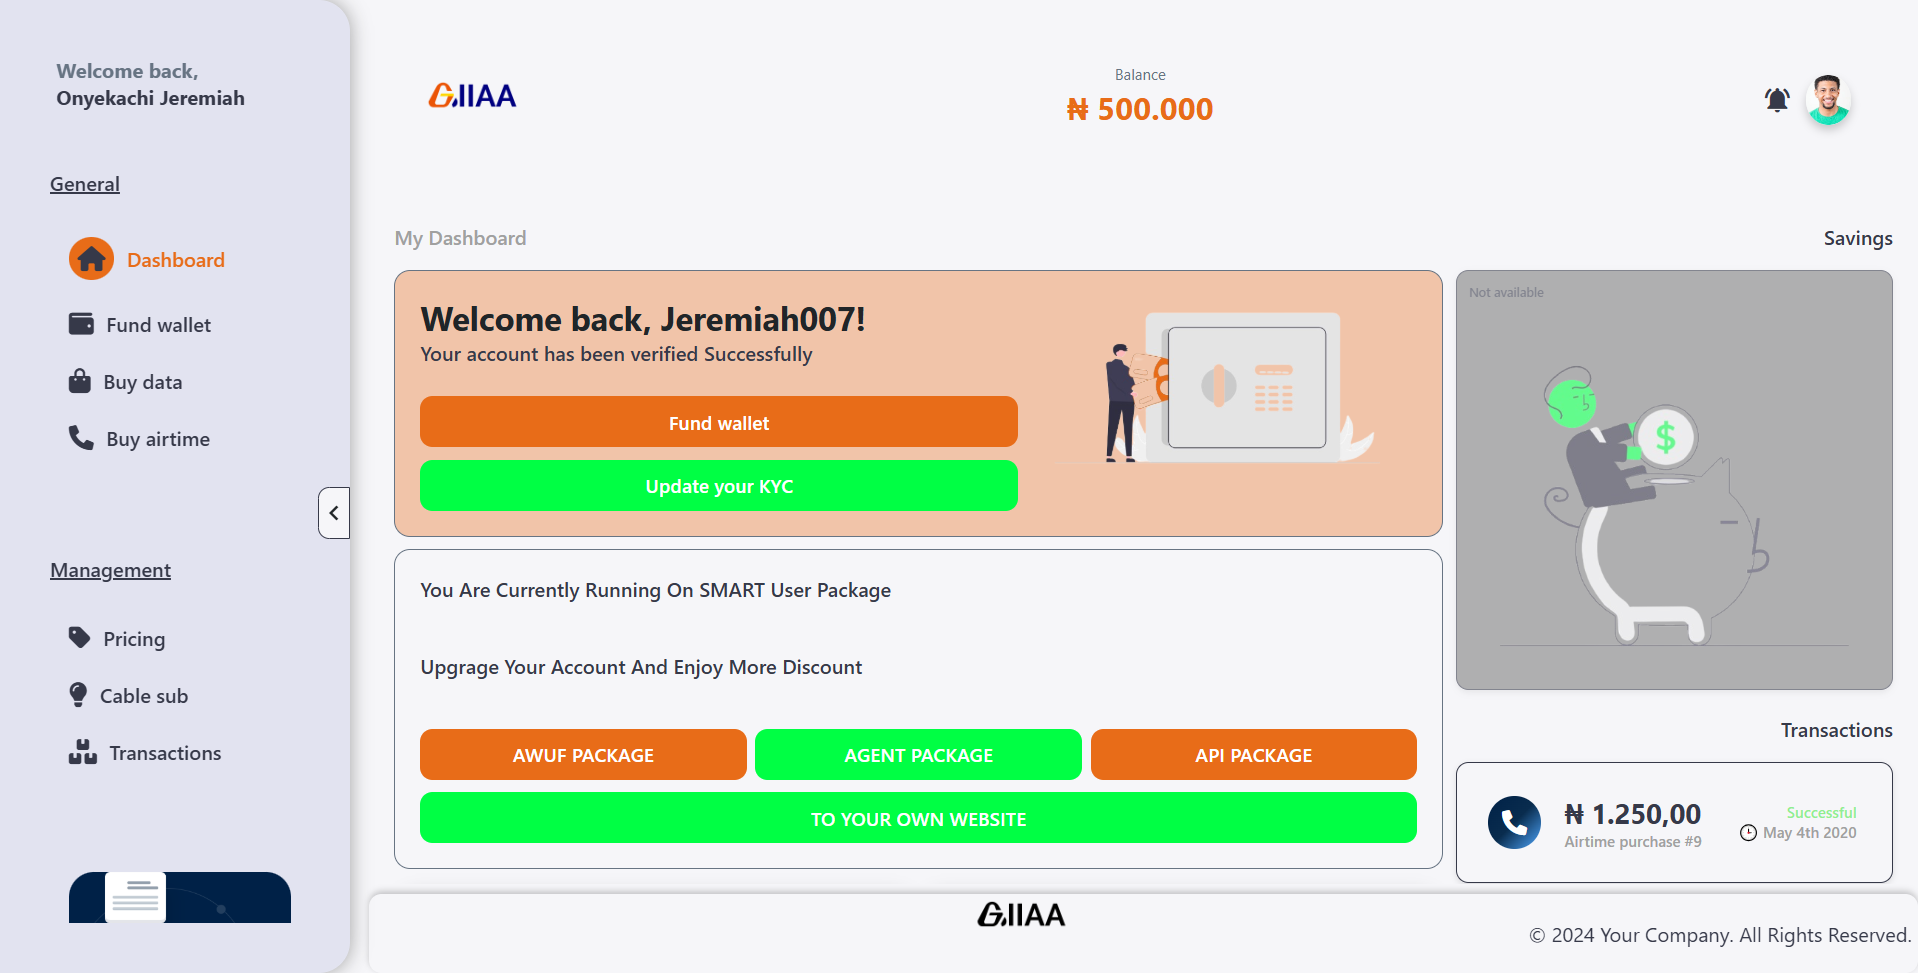 Welcome back,
Onyekachi Jeremiah
General
Dashboard
Fund wallet
Buy data
Buy airtime
Management
Pricing
Cable sub
Transactions
GIIAA
Balance
₦ 500.000
My Dashboard
Welcome back, Jeremiah007!
Your account has been verified Successfully
Fund wallet
Update your KYC
You Are Currently Running On SMART User Package
Upgrage Your Account And Enjoy More Discount
AWUF PACKAGE
AGENT PACKAGE
API PACKAGE
TO YOUR OWN WEBSITE
Savings
Not available
$
Transactions
₦ 1.250,00
Airtime purchase #9
Successful
May 4th 2020
GIIAA
© 2024 Your Company. All Rights Reserved.